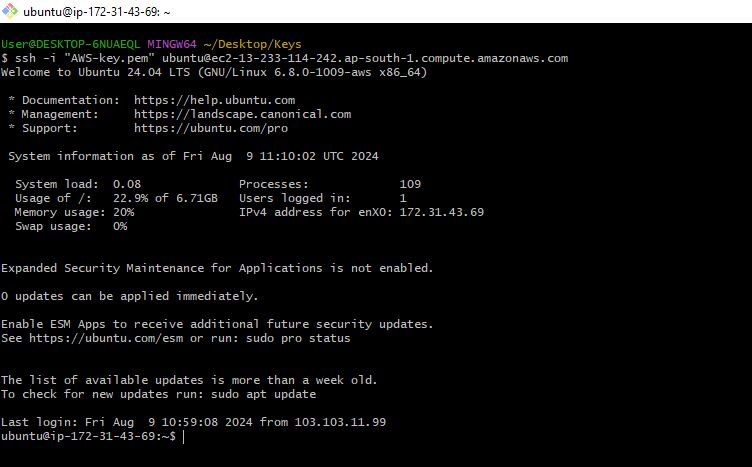 ubuntu@ip-172-31-43-69: ~
User@DESKTOP-6NUAEQL MINGW64 ~/Desktop/Keys
$ ssh -i "AWS-key.pem" ubuntu@ec2-13-233-114-242.ap-south-1.compute.amazonaws.com
Welcome to Ubuntu 24.04 LTS (GNU/Linux 6.8.0-1009-aws x86_64)

 * Documentation:  https://help.ubuntu.com
 * Management:     https://landscape.canonical.com
 * Support:        https://ubuntu.com/pro

 System information as of Fri Aug  9 11:10:02 UTC 2024

  System load:  0.08              Processes:             109
  Usage of /:   22.9% of 6.71GB   Users logged in:       1
  Memory usage: 20%               IPv4 address for enX0: 172.31.43.69
  Swap usage:   0%

Expanded Security Maintenance for Applications is not enabled.

0 updates can be applied immediately.

Enable ESM Apps to receive additional future security updates.
See https://ubuntu.com/esm or run: sudo pro status

The list of available updates is more than a week old.
To check for new updates run: sudo apt update

Last login: Fri Aug  9 10:59:08 2024 from 103.103.11.99
ubuntu@ip-172-31-43-69:~$